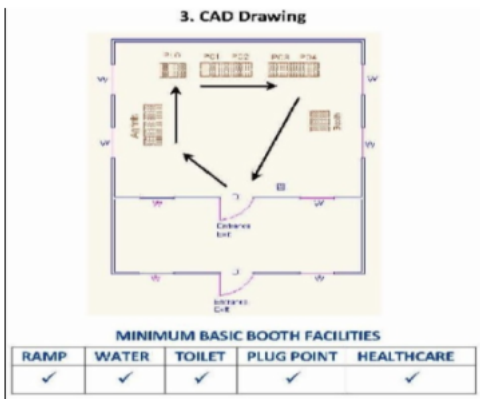 3. CAD Drawing
PC1 PO2 PO3 PO4
W W
W W
D
W W
Entrance
Exit
D
W W
Entrance
Exit
MINIMUM BASIC BOOTH FACILITIES
RAMP WATER TOILET PLUG POINT HEALTHCARE
✓ ✓ ✓ ✓ ✓